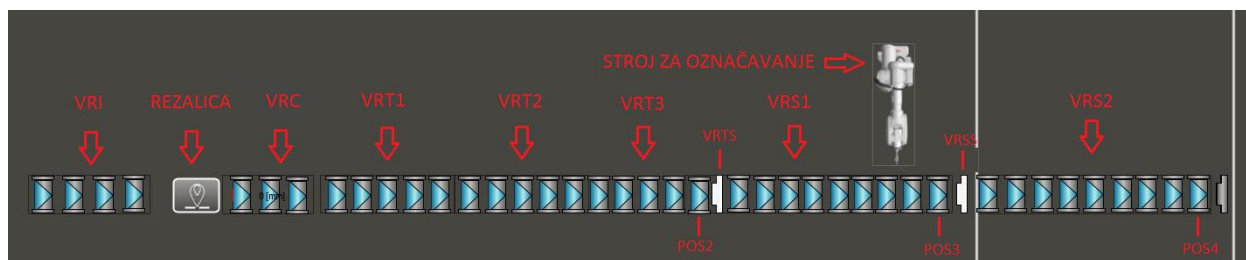 STROJ ZA OZNAČAVANJE
VRI
REZALICA
VRC
VRT1
VRT2
VRT3
VRTS
VRS1
VRSS
VRS2
0 [mm]
POS2
POS3
POS4